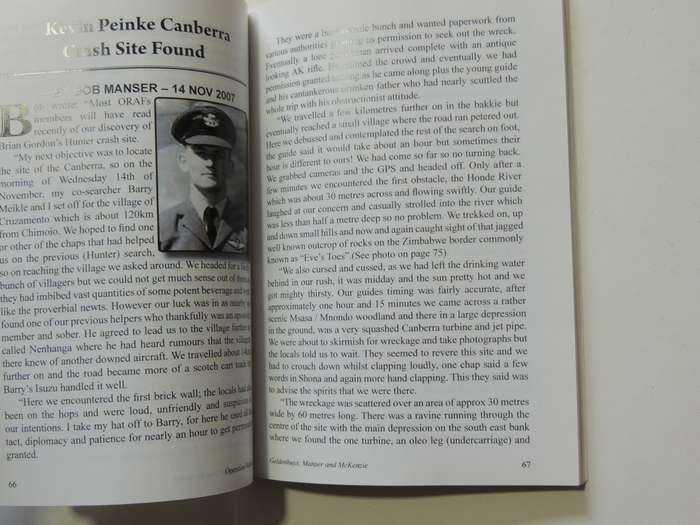 Kevin Peinke Canberra
Crash Site Found
BOB MANSER – 14 NOV 2007
Bob wrote: "Most ORAFs
members will have read
recently of our discovery of
Brian Gordon's Hunter crash site.
"My next objective was to locate
the site of the Canberra, so on the
morning of Wednesday 14th of
November, my co-searcher Barry
Meikle and I set off for the village of
Cruzamento which is about 120km
from Chimoio. We hoped to find one
or other of the chaps that had helped
us on the previous (Hunter) search,
so on reaching the village we asked around. We headed for a
bunch of villagers but we could not get much sense out of
they had imbibed vast quantities of some potent beverage and
like the proverbial newts. However our luck was in as nearby we
found one of our previous helpers who thankfully was an
member and sober. He agreed to lead us to the village further
called Nenhanga where he had heard rumours that the villagers
there knew of another downed aircraft. We travelled about
further on and the road became more of a scotch cart
Barry's Isuzu handled it well.
"Here we encountered the first brick wall; the locals had
been on the hops and were loud, unfriendly and suspicious
our intentions. I take my hat off to Barry, for here he used all
tact, diplomacy and patience for nearly an hour to get permission
granted.
66
Operation
They were a bunch and wanted paperwork from
various authorities us permission to seek out the wreck.
Eventually a lone arrived complete with an antique
looking AK rifle. He calmed the crowd and eventually we had
permission granted as he came along plus the young guide
and his cantankerous drunken father who had nearly scuttled the
whole trip with his obstructionist attitude.
"We travelled a few kilometres further on in the bakkie but
eventually reached a small village where the road ran petered out.
Here we debussed and contemplated the rest of the search on foot,
the guide said it would take about an hour but sometimes their
hour is different to ours! We had come so far so no turning back.
We grabbed cameras and the GPS and headed off. Only after a
few minutes we encountered the first obstacle, the Honde River
which was about 30 metres across and flowing swiftly. Our guide
laughed at our concern and casually strolled into the river which
was less than half a metre deep so no problem. We trekked on, up
and down small hills and now and again caught sight of that jagged
well known outcrop of rocks on the Zimbabwe border commonly
known as "Eve's Toes".(See photo on page 75)
"We also cursed and cussed, as we had left the drinking water
behind in our rush, it was midday and the sun pretty hot and we
got mighty thirsty. Our guides timing was fairly accurate, after
approximately one hour and 15 minutes we came across a rather
scenic Msasa / Mnondo woodland and there in a large depression
in the ground, was a very squashed Canberra turbine and jet pipe.
We were about to skirmish for wreckage and take photographs but
the locals told us to wait. They seemed to revere this site and we
had to crouch down whilst clapping loudly, one chap said a few
words in Shona and again more hand clapping. This they said was
to advise the spirits that we were there.
"The wreckage was scattered over an area of approx 30 metres
wide by 60 metres long. There was a ravine running through the
centre of the site with the main depression on the south east bank
where we found the one turbine, an oleo leg (undercarriage) and
Geldenhuys, Manser and McKenzie
67